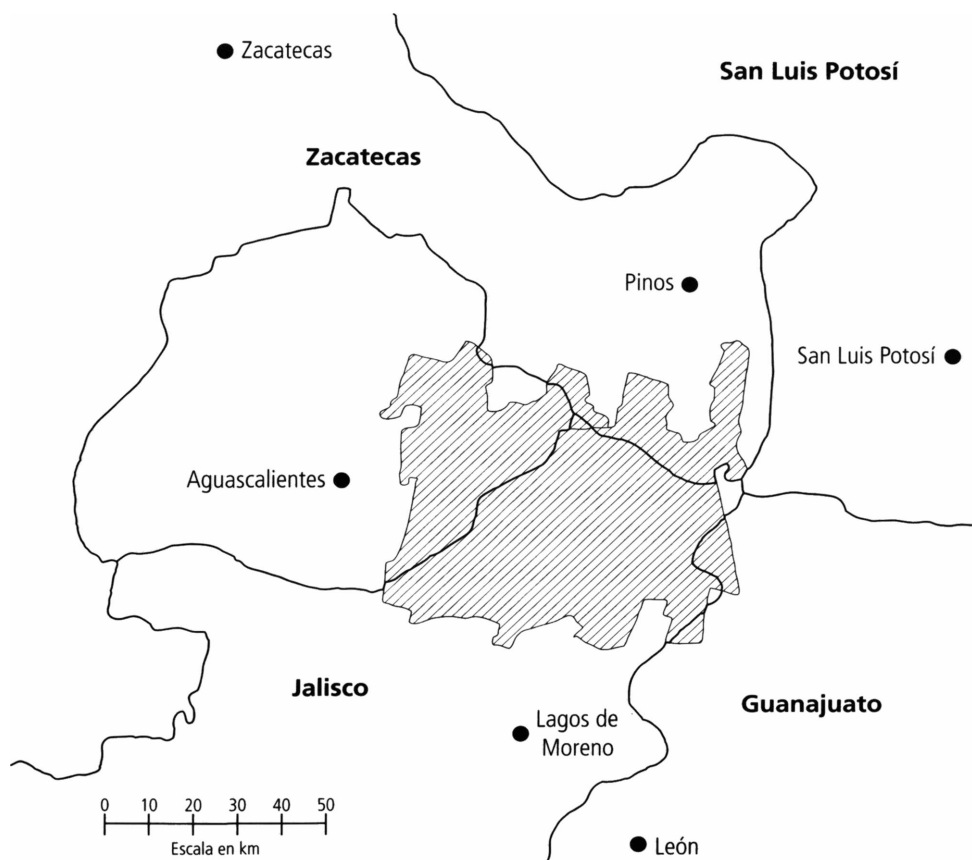 Zacatecas
San Luis Potosí
Zacatecas
Pinos
San Luis Potosí
Aguascalientes
Jalisco
Guanajuato
Lagos de
Moreno
0 10 20 30 40 50
Escala en km
León